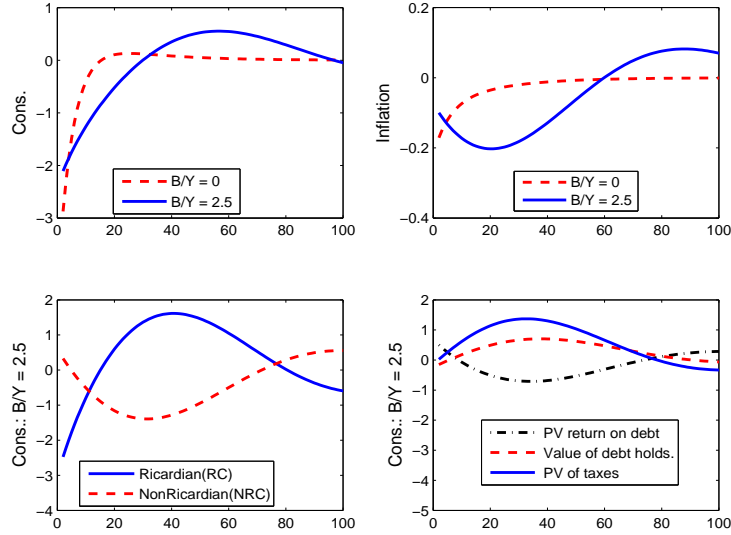 1
0
−1
−2
−3
Cons.
B/Y = 0
B/Y = 2.5
0 20 40 60 80 100
0.2
0
−0.2
−0.4
Inflation
B/Y = 0
B/Y = 2.5
0 20 40 60 80 100
2
1
0
−1
−2
−3
−4
Cons.: B/Y = 2.5
Ricardian(RC)
NonRicardian(NRC)
0 20 40 60 80 100
2
1
0
−1
−2
−3
−4
−5
Cons.: B/Y = 2.5
PV return on debt
Value of debt holds.
PV of taxes
0 20 40 60 80 100